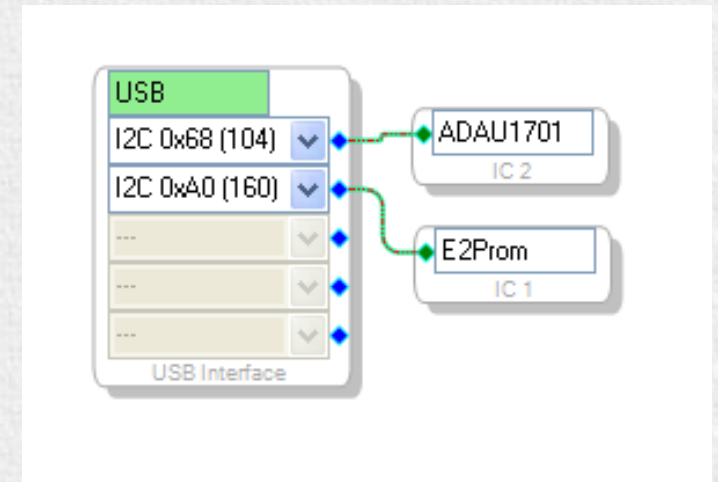 USB
I2C 0x68 (104)
I2C 0xA0 (160)
---
---
---
USB Interface
ADAU1701
IC 2
E2Prom
IC 1